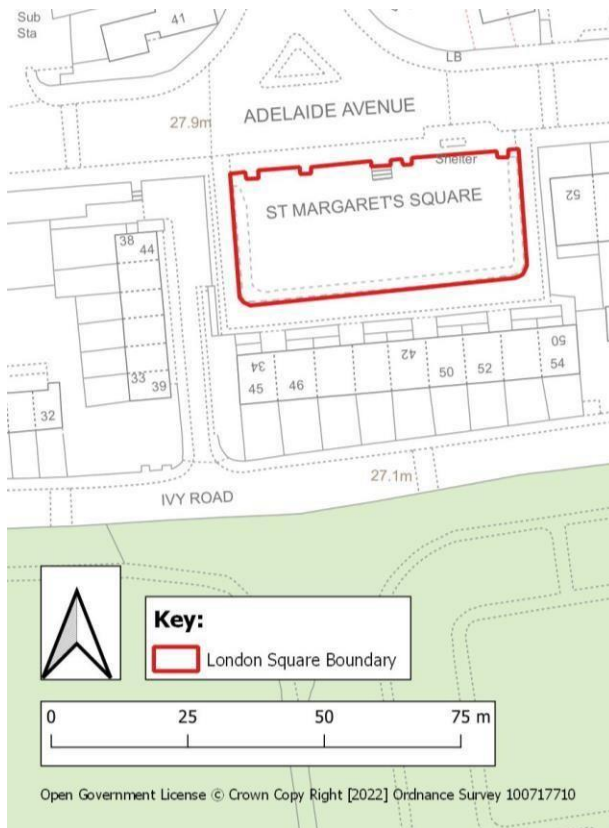 Sub
Sta
41
LB
ADELAIDE AVENUE
27.9m
Shelter
ST MARGARET'S SQUARE
52
38
44
34
42
50
45
46
50
52
54
33
39
32
27.1m
IVY ROAD
Key:
London Square Boundary
0 25 50 75 m
Open Government License © Crown Copy Right [2022] Ordnance Survey 100717710